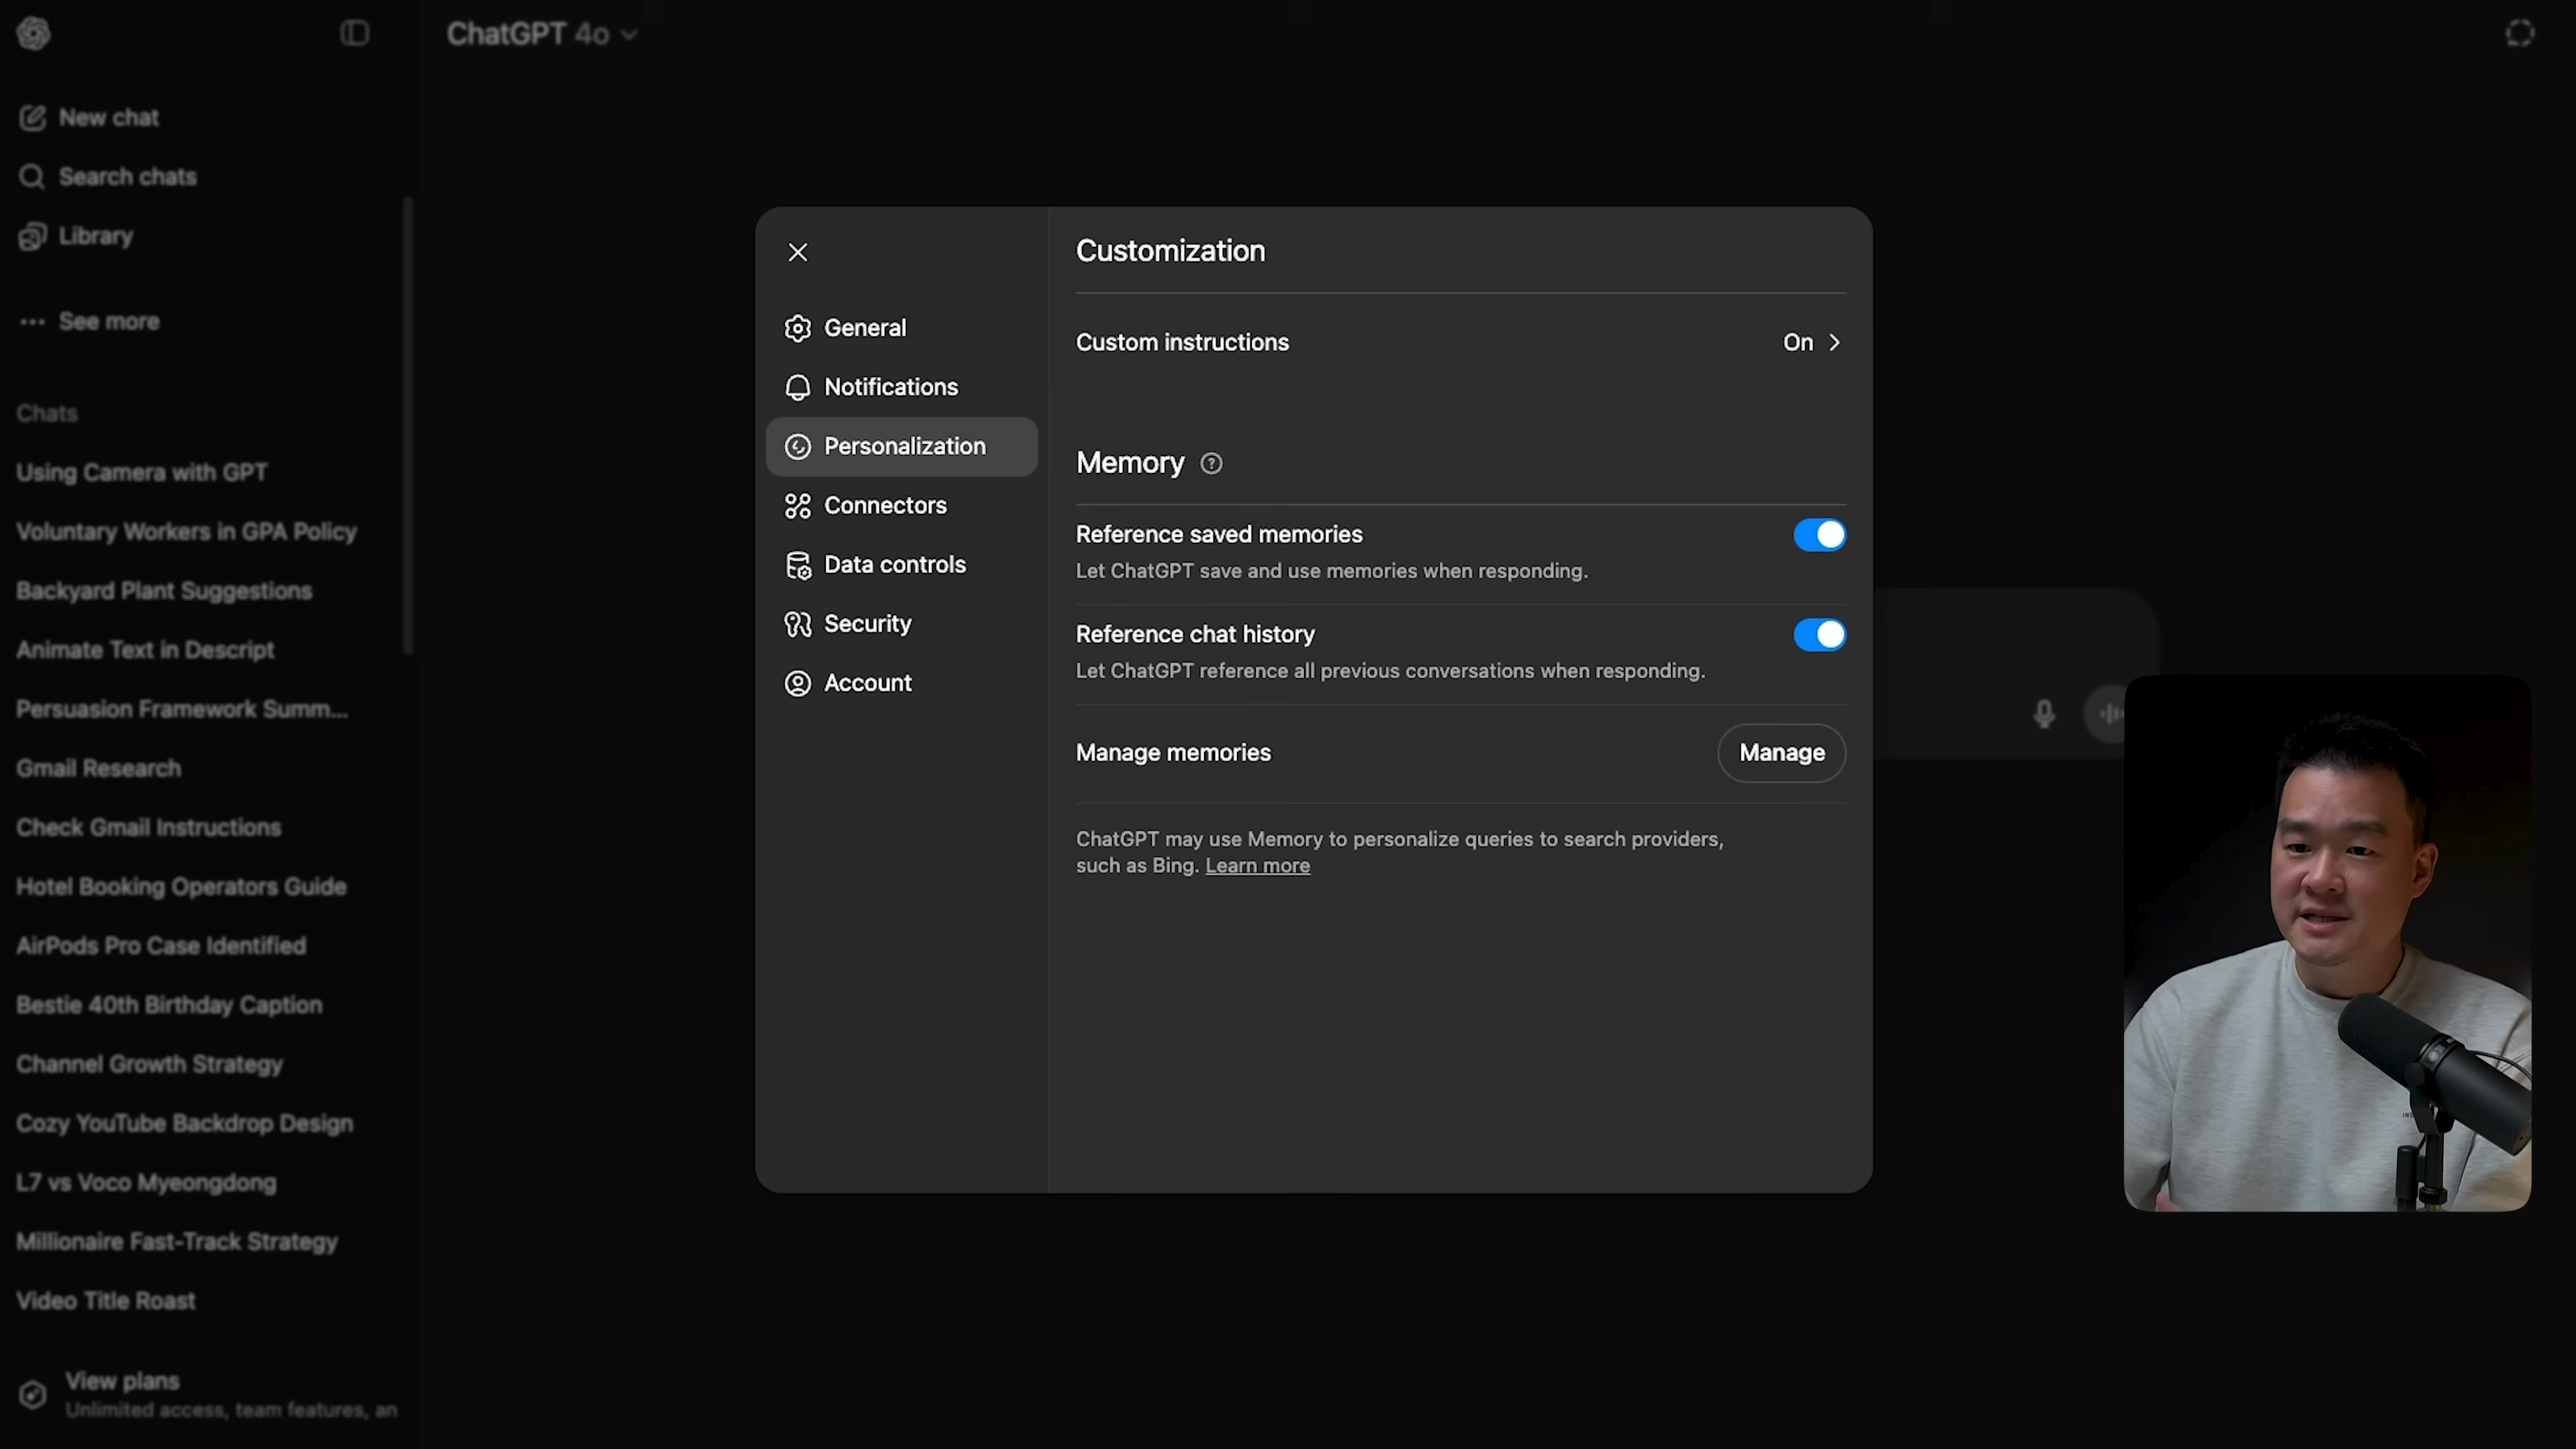 ChatGPT 4o
New chat
Search chats
Library
See more
Chats
Using Camera with GPT
Voluntary Workers in GPA Policy
Backyard Plant Suggestions
Animate Text in Descript
Persuasion Framework Summ...
Gmail Research
Check Gmail Instructions
Hotel Booking Operators Guide
AirPods Pro Case Identified
Bestie 40th Birthday Caption
Channel Growth Strategy
Cozy YouTube Backdrop Design
L7 vs Voco Myeongdong
Millionaire Fast-Track Strategy
Video Title Roast
View plans
Unlimited access, team features, an
General
Notifications
Personalization
Connectors
Data controls
Security
Account
Customization
Custom instructions On
Memory
Reference saved memories
Let ChatGPT save and use memories when responding.
Reference chat history
Let ChatGPT reference all previous conversations when responding.
Manage memories Manage
ChatGPT may use Memory to personalize queries to search providers,
such as Bing. Learn more